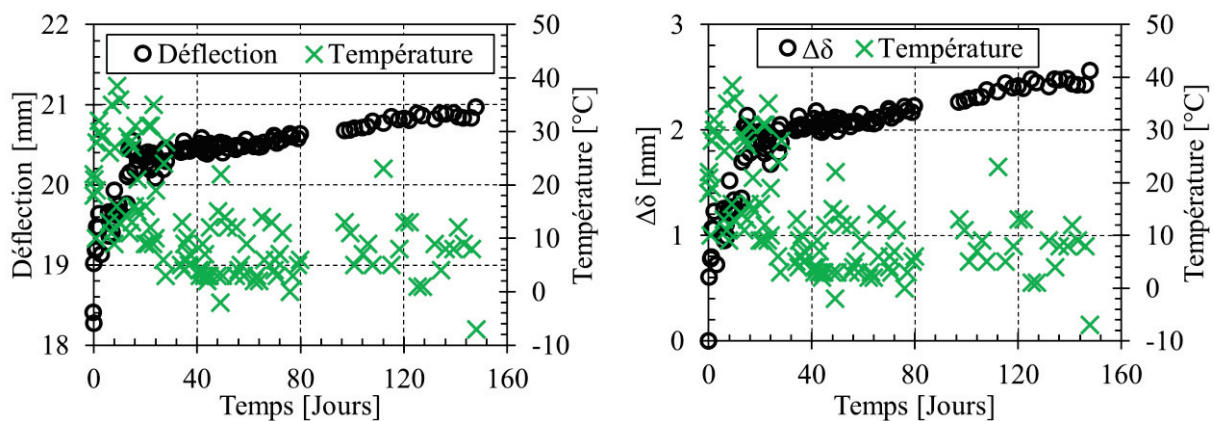 Déflection Température
22
21
20
19
18
Déflection [mm]
50
40
30
20
10
0
-10
Température [°C]
0 40 80 120 160
Temps [Jours]
Δδ Température
3
2
1
0
Δδ [mm]
50
40
30
20
10
0
-10
Température [°C]
0 40 80 120 160
Temps [Jours]